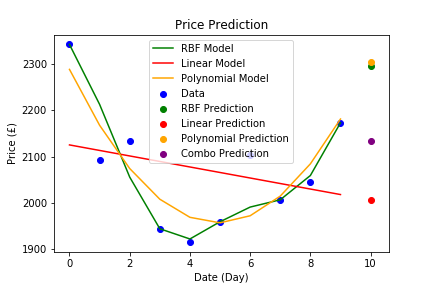 Price Prediction
RBF Model
Linear Model
Polynomial Model
Data
RBF Prediction
Linear Prediction
Polynomial Prediction
Combo Prediction
Price (£)
2300
2200
2100
2000
1900
0
2
4
6
8
10
Date (Day)